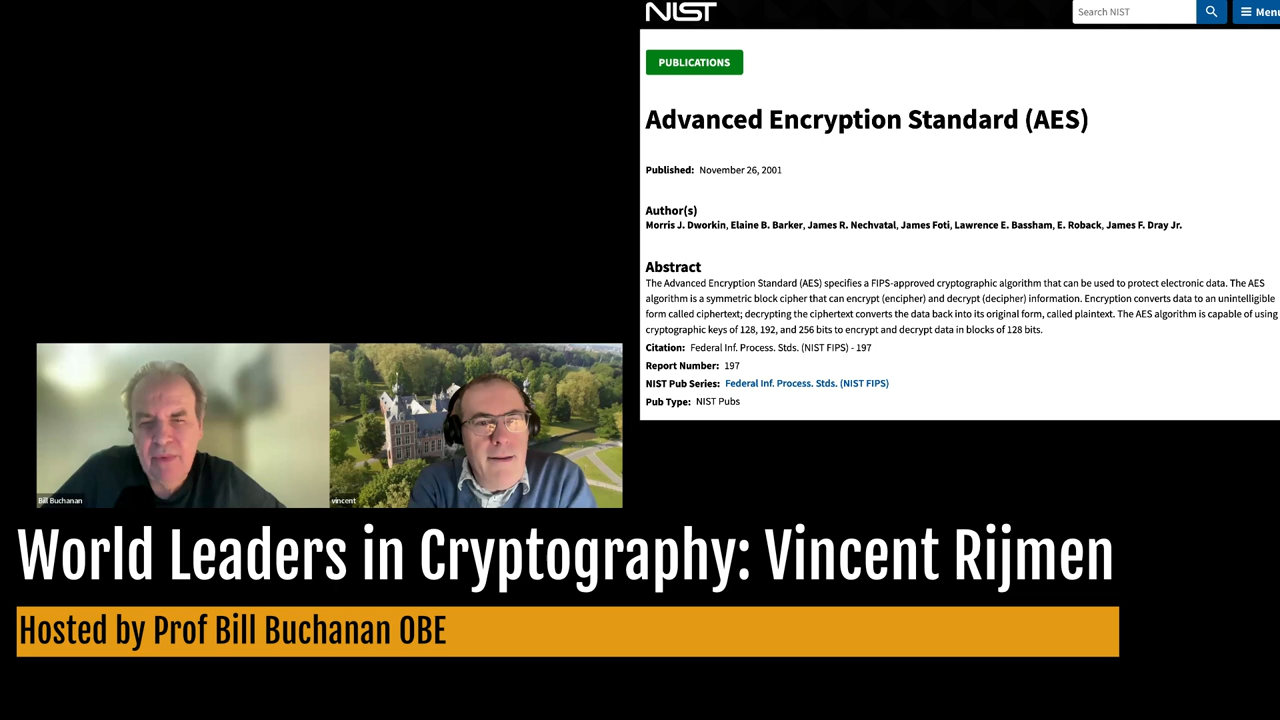 NIST
Search NIST
Menu
PUBLICATIONS
Advanced Encryption Standard (AES)
Published: November 26, 2001
Author(s)
Morris J. Dworkin, Elaine B. Barker, James R. Nechvatal, James Foti, Lawrence E. Bassham, E. Roback, James F. Dray Jr.
Abstract
The Advanced Encryption Standard (AES) specifies a FIPS-approved cryptographic algorithm that can be used to protect electronic data. The AES
algorithm is a symmetric block cipher that can encrypt (encipher) and decrypt (decipher) information. Encryption converts data to an unintelligible
form called ciphertext; decrypting the ciphertext converts the data back into its original form, called plaintext. The AES algorithm is capable of using
cryptographic keys of 128, 192, and 256 bits to encrypt and decrypt data in blocks of 128 bits.
Citation: Federal Inf. Process. Stds. (NIST FIPS) - 197
Report Number: 197
NIST Pub Series: Federal Inf. Process. Stds. (NIST FIPS)
Pub Type: NIST Pubs
Bill Buchanan
vincent
World Leaders in Cryptography: Vincent Rijmen
Hosted by Prof Bill Buchanan OBE